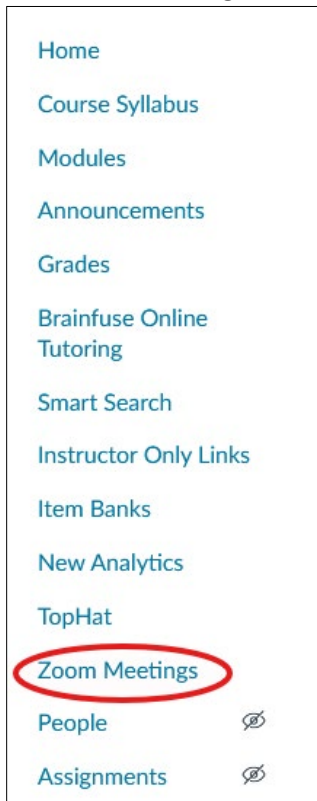 Home
Course Syllabus
Modules
Announcements
Grades
Brainfuse Online
Tutoring
Smart Search
Instructor Only Links
Item Banks
New Analytics
TopHat
Zoom Meetings
People
Assignments